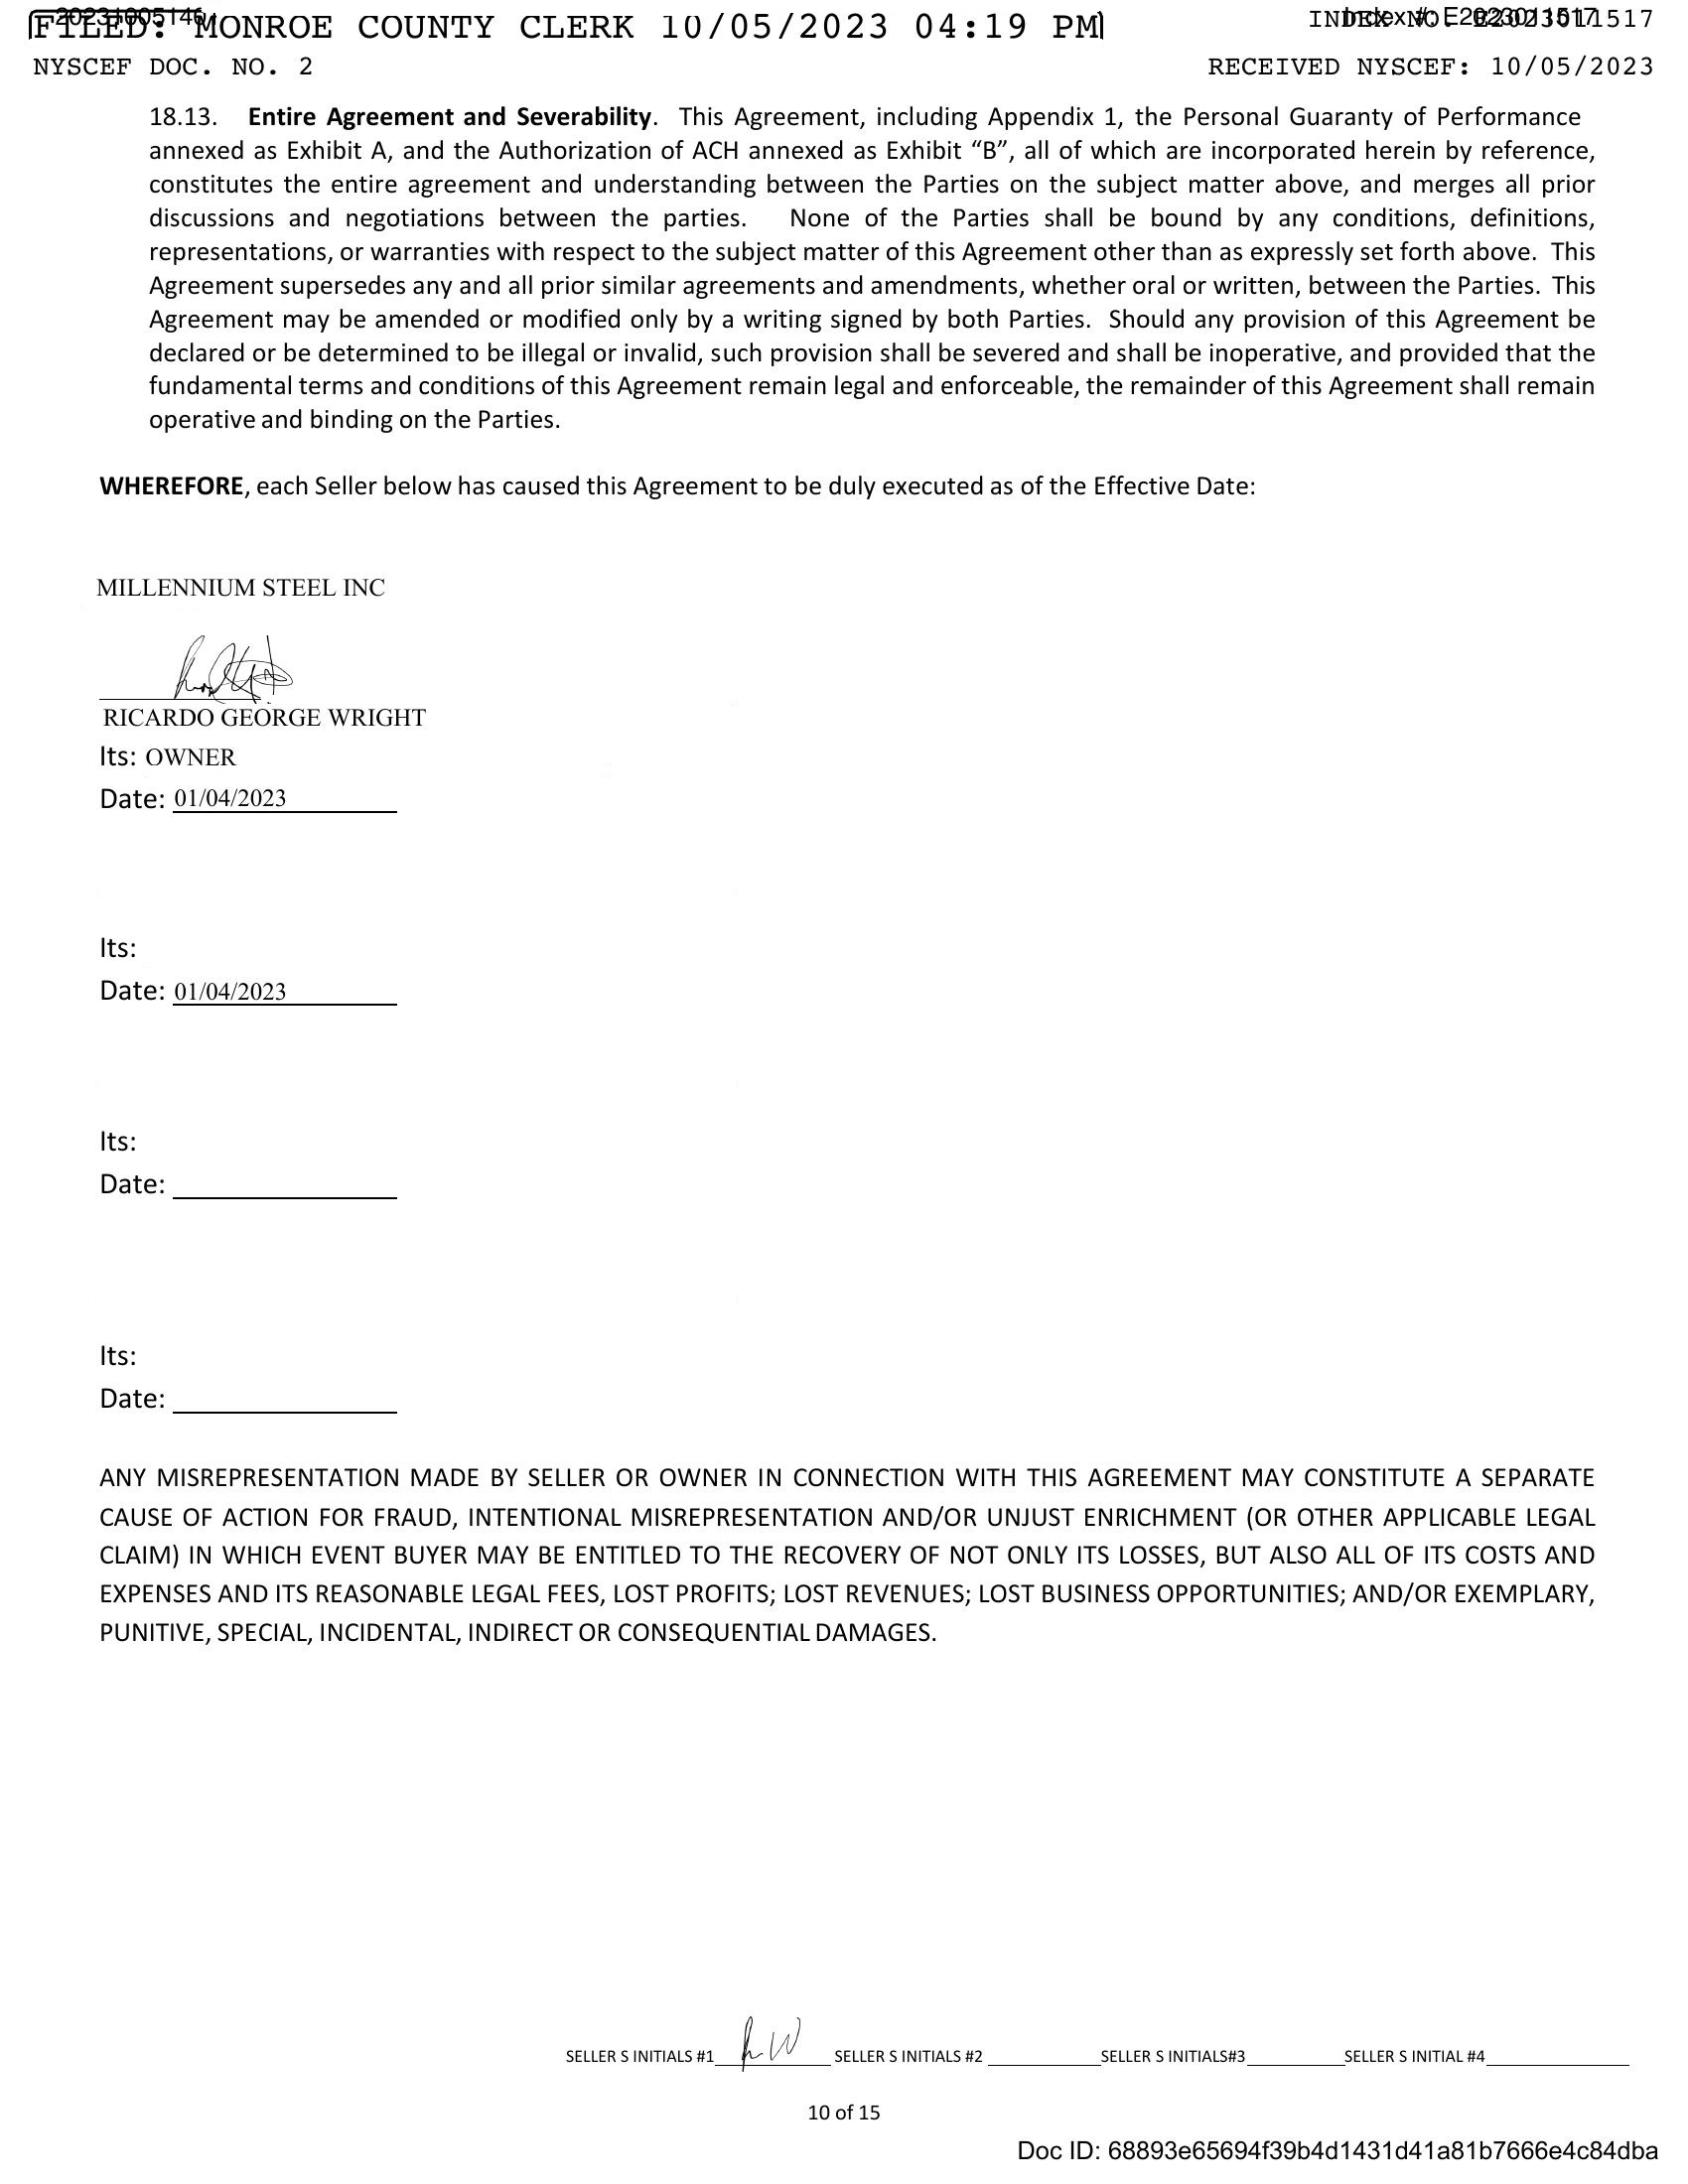 202310051461
FILED: MONROE COUNTY CLERK 10/05/2023 04:19 PM
INDEX NO. E2023011517
Index #: E2023011517
NYSCEF DOC. NO. 2
RECEIVED NYSCEF: 10/05/2023
18.13. Entire Agreement and Severability. This Agreement, including Appendix 1, the Personal Guaranty of Performance
annexed as Exhibit A, and the Authorization of ACH annexed as Exhibit “B”, all of which are incorporated herein by reference,
constitutes the entire agreement and understanding between the Parties on the subject matter above, and merges all prior
discussions and negotiations between the parties. None of the Parties shall be bound by any conditions, definitions,
representations, or warranties with respect to the subject matter of this Agreement other than as expressly set forth above. This
Agreement supersedes any and all prior similar agreements and amendments, whether oral or written, between the Parties. This
Agreement may be amended or modified only by a writing signed by both Parties. Should any provision of this Agreement be
declared or be determined to be illegal or invalid, such provision shall be severed and shall be inoperative, and provided that the
fundamental terms and conditions of this Agreement remain legal and enforceable, the remainder of this Agreement shall remain
operative and binding on the Parties.
WHEREFORE, each Seller below has caused this Agreement to be duly executed as of the Effective Date:
MILLENNIUM STEEL INC
RICARDO GEORGE WRIGHT
Its: OWNER
Date: 01/04/2023
Its:
Date: 01/04/2023
Its:
Date:
Its:
Date:
ANY MISREPRESENTATION MADE BY SELLER OR OWNER IN CONNECTION WITH THIS AGREEMENT MAY CONSTITUTE A SEPARATE
CAUSE OF ACTION FOR FRAUD, INTENTIONAL MISREPRESENTATION AND/OR UNJUST ENRICHMENT (OR OTHER APPLICABLE LEGAL
CLAIM) IN WHICH EVENT BUYER MAY BE ENTITLED TO THE RECOVERY OF NOT ONLY ITS LOSSES, BUT ALSO ALL OF ITS COSTS AND
EXPENSES AND ITS REASONABLE LEGAL FEES, LOST PROFITS; LOST REVENUES; LOST BUSINESS OPPORTUNITIES; AND/OR EXEMPLARY,
PUNITIVE, SPECIAL, INCIDENTAL, INDIRECT OR CONSEQUENTIAL DAMAGES.
SELLER S INITIALS #1 RW SELLER S INITIALS #2 SELLER S INITIALS#3 SELLER S INITIAL #4
10 of 15
Doc ID: 68893e65694f39b4d1431d41a81b7666e4c84dba